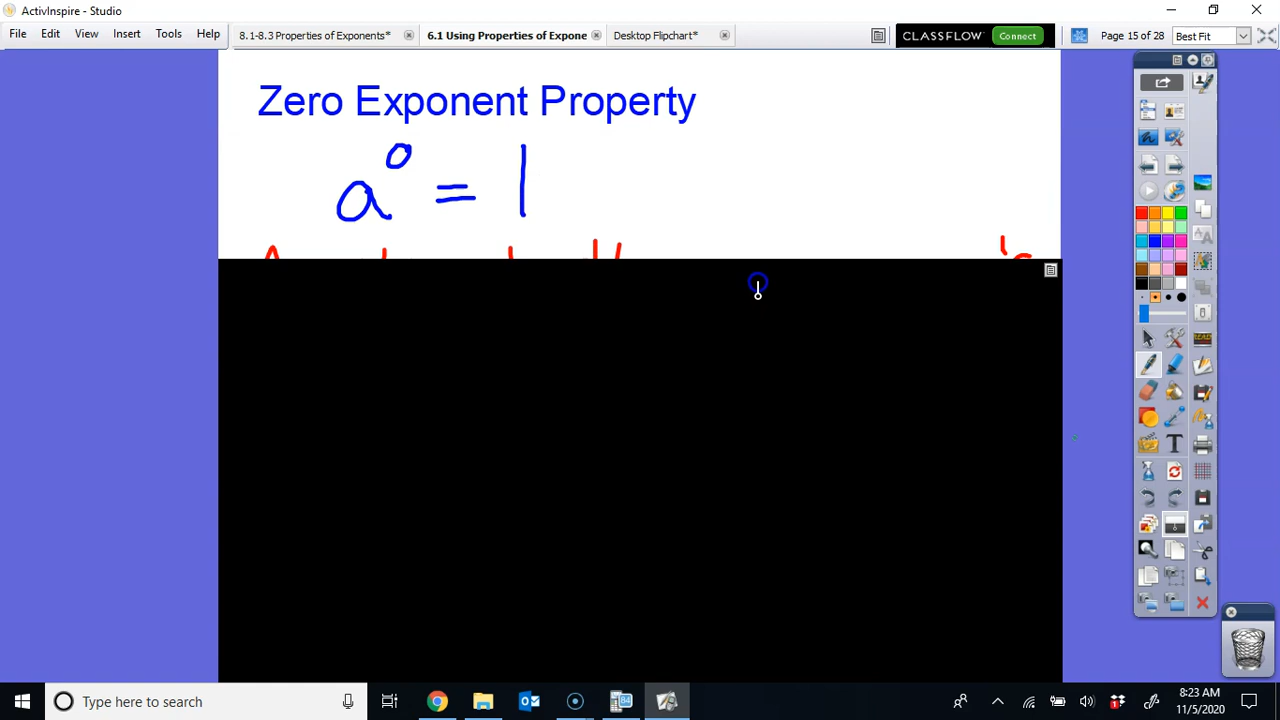 ActivInspire - Studio
File Edit View Insert Tools Help
8.1-8.3 Properties of Exponents* 6.1 Using Properties of Expone Desktop Flipchart* CLASSFLOW Connect Page 15 of 28 Best Fit
Zero Exponent Property
a⁰ = 1
Type here to search
8:23 AM
11/5/2020